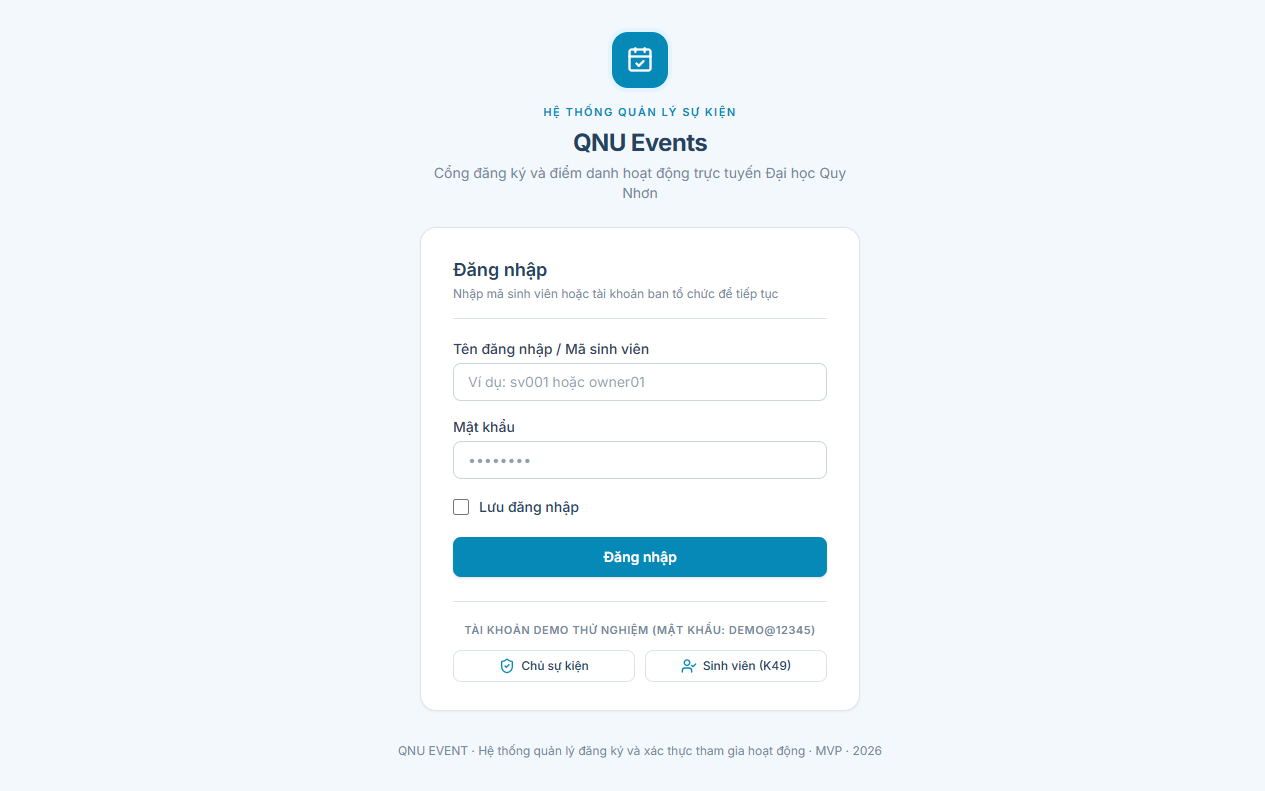 HỆ THỐNG QUẢN LÝ SỰ KIỆN
QNU Events
Cổng đăng ký và điểm danh hoạt động trực tuyến Đại học Quy
Nhơn
Đăng nhập
Nhập mã sinh viên hoặc tài khoản ban tổ chức để tiếp tục
Tên đăng nhập / Mã sinh viên
Ví dụ: sv001 hoặc owner01
Mật khẩu
••••••••
Lưu đăng nhập
Đăng nhập
TÀI KHOẢN DEMO THỬ NGHIỆM (MẬT KHẨU: DEMO@12345)
Chủ sự kiện
Sinh viên (K49)
QNU EVENT · Hệ thống quản lý đăng ký và xác thực tham gia hoạt động · MVP · 2026